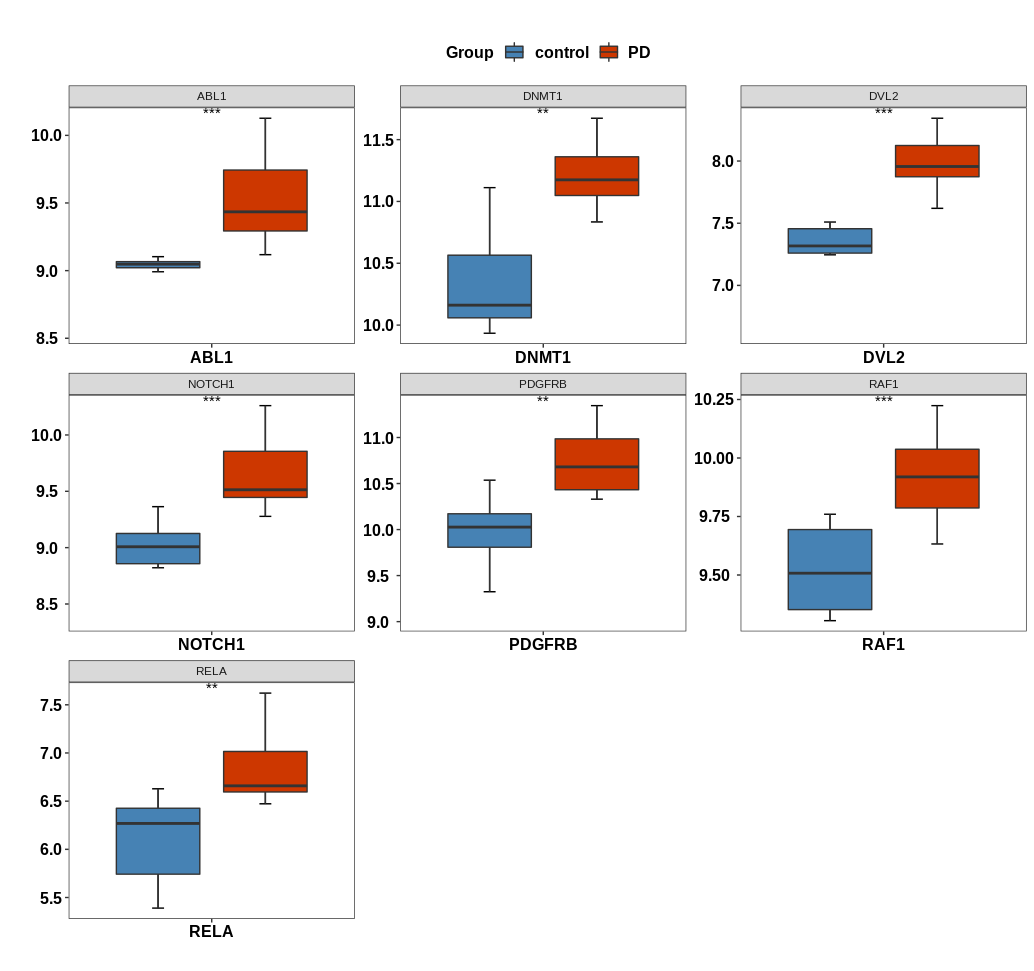 Group control PD
ABL1 DNMT1 DVL2
*** ** ***
10.0 11.5 8.0
9.5 11.0 7.5
9.0 10.5 7.0
8.5 10.0
ABL1 DNMT1 DVL2
NOTCH1 PDGFRB RAF1
*** ** ***
10.0 11.0 10.25
9.5 10.5 10.00
9.0 10.0 9.75
8.5 9.5 9.50
9.0
NOTCH1 PDGFRB RAF1
RELA
**
7.5
7.0
6.5
6.0
5.5
RELA